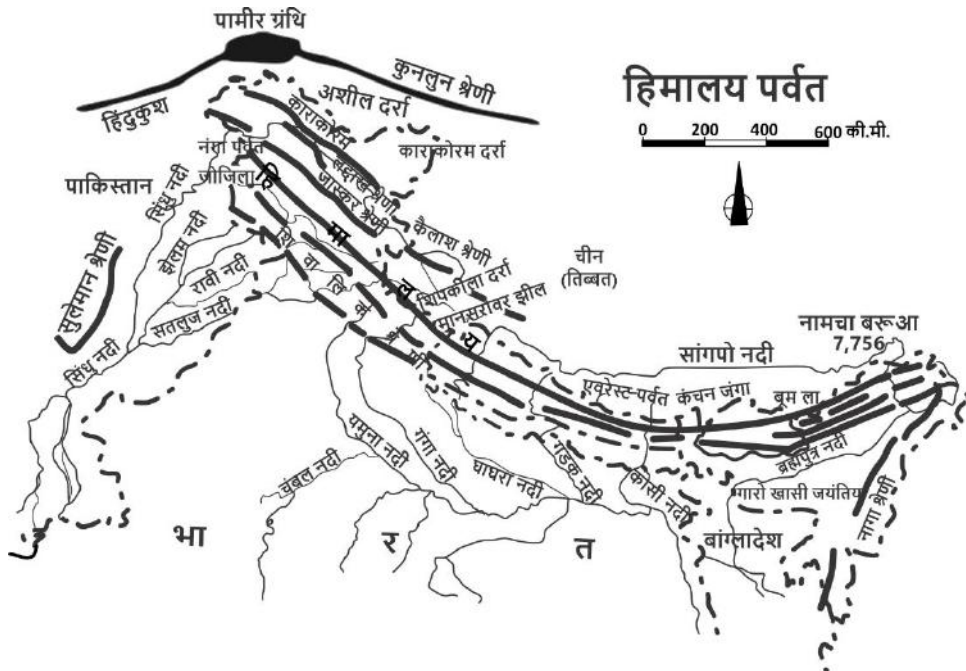 पामीर ग्रंथि
कुनलुन श्रेणी
हिंदुकुश
अशील दर्रा
काराकोरम
काराकोरम दर्रा
हिमालय पर्वत
0 200 400 600 की.मी.
नंगा पर्वत
जोजिला
लद्दाख श्रेणी
जास्कर श्रेणी
पाकिस्तान
सिंधु नदी
झेलम नदी
रावी नदी
सतलुज नदी
सुलेमान श्रेणी
सिंधु नदी
हि मा ल य
शिवालिक श्रेणी
कैलाश श्रेणी
शिपकीला दर्रा
मानसरोवर झील
चीन
(तिब्बत)
नामचा बरूआ
7,756
सांगपो नदी
एवरेस्ट-पर्वत
कंचन जंगा
बूम ला
ब्रह्मपुत्र नदी
यमुना नदी
गंगा नदी
घाघरा नदी
गंडक नदी
कोसी नदी
चंबल नदी
गारो खासी जयंतिय
नागा श्रेणी
बांग्लादेश
भा र त